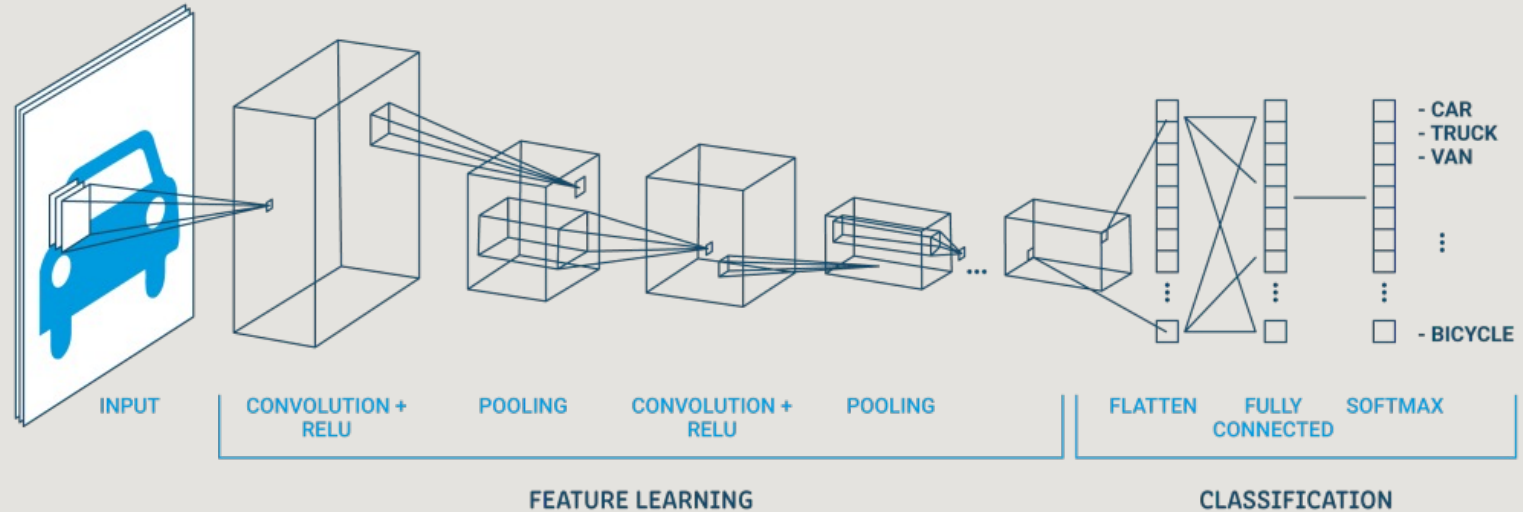 - CAR
- TRUCK
- VAN
- BICYCLE
INPUT
CONVOLUTION +
RELU
POOLING
CONVOLUTION +
RELU
POOLING
FLATTEN
FULLY
CONNECTED
SOFTMAX
FEATURE LEARNING
CLASSIFICATION